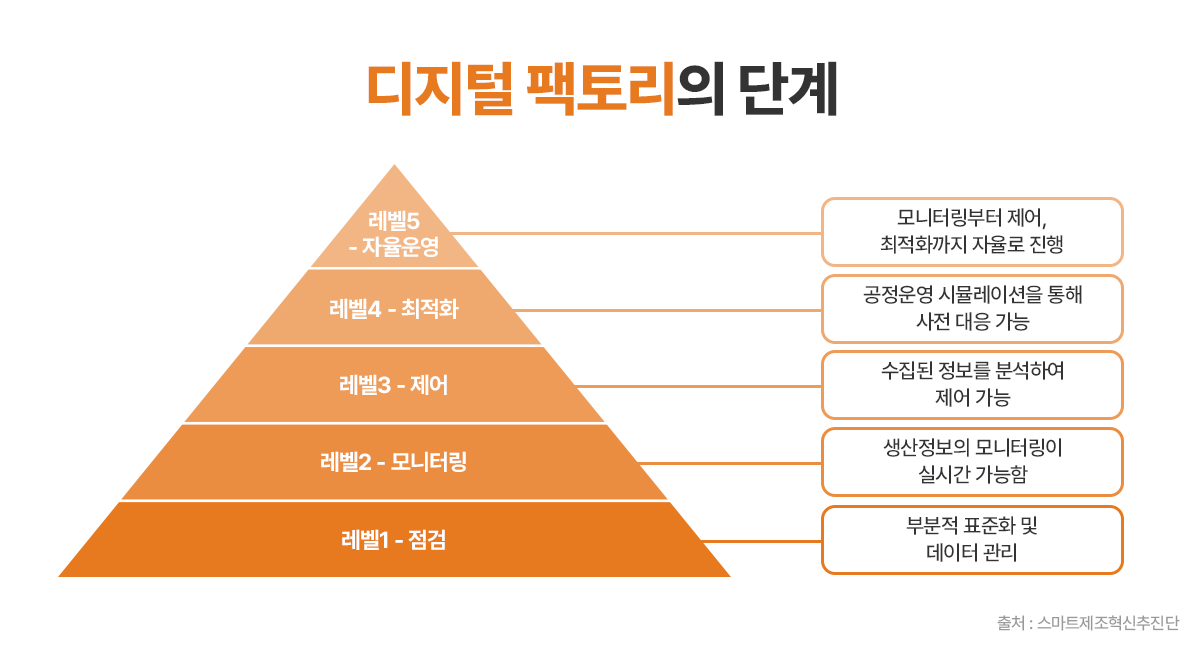 디지털 팩토리의 단계
레벨5
- 자율운영
모니터링부터 제어,
최적화까지 자율로 진행
레벨4 - 최적화
공정운영 시뮬레이션을 통해
사전 대응 가능
레벨3 - 제어
수집된 정보를 분석하여
제어 가능
레벨2 - 모니터링
생산정보의 모니터링이
실시간 가능함
레벨1 - 점검
부분적 표준화 및
데이터 관리
출처 : 스마트제조혁신추진단